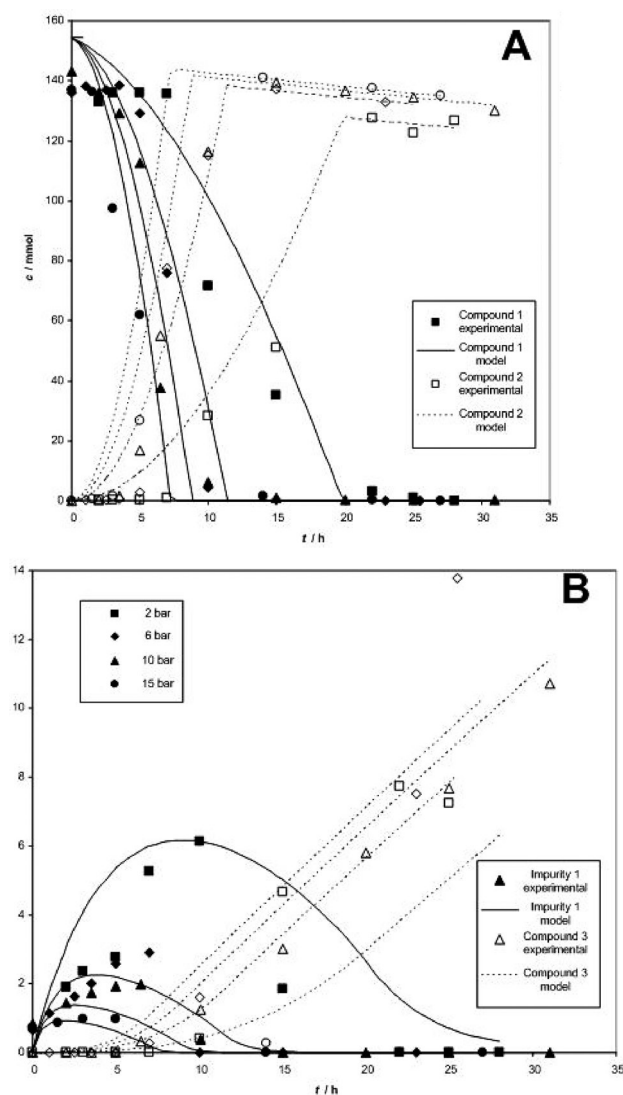 A
160
140
120
100
80
60
40
20
0
c / mmol
0
5
10
15
20
25
30
35
t / h
Compound 1
experimental
Compound 1
model
Compound 2
experimental
Compound 2
model
B
14
12
10
8
6
4
2
0
0
5
10
15
20
25
30
35
t / h
2 bar
6 bar
10 bar
15 bar
Impurity 1
experimental
Impurity 1
model
Compound 3
experimental
Compound 3
model